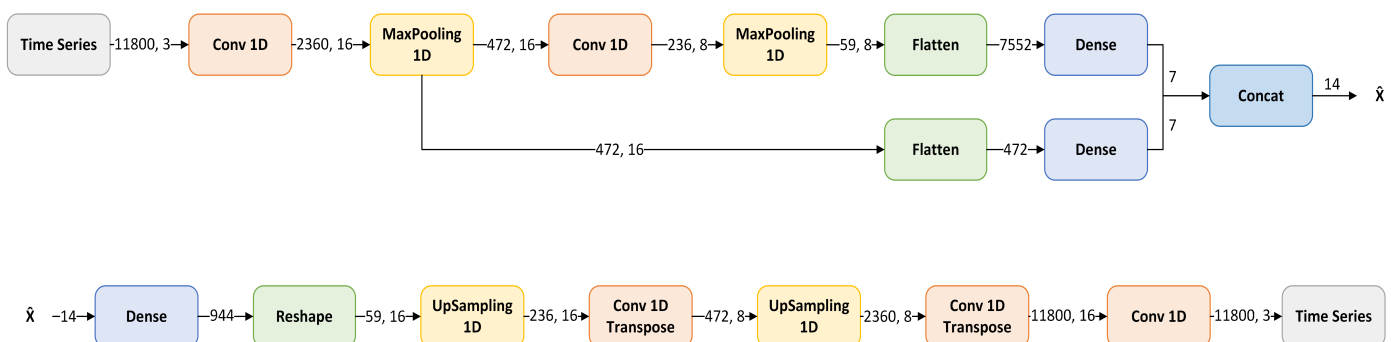 Time Series
11800, 3
Conv 1D
2360, 16
MaxPooling
1D
472, 16
Conv 1D
236, 8
MaxPooling
1D
59, 8
Flatten
7552
Dense
7
Concat
14
X̂
472, 16
Flatten
472
Dense
7
X̂
14
Dense
944
Reshape
59, 16
UpSampling
1D
236, 16
Conv 1D
Transpose
472, 8
UpSampling
1D
2360, 8
Conv 1D
Transpose
11800, 16
Conv 1D
11800, 3
Time Series